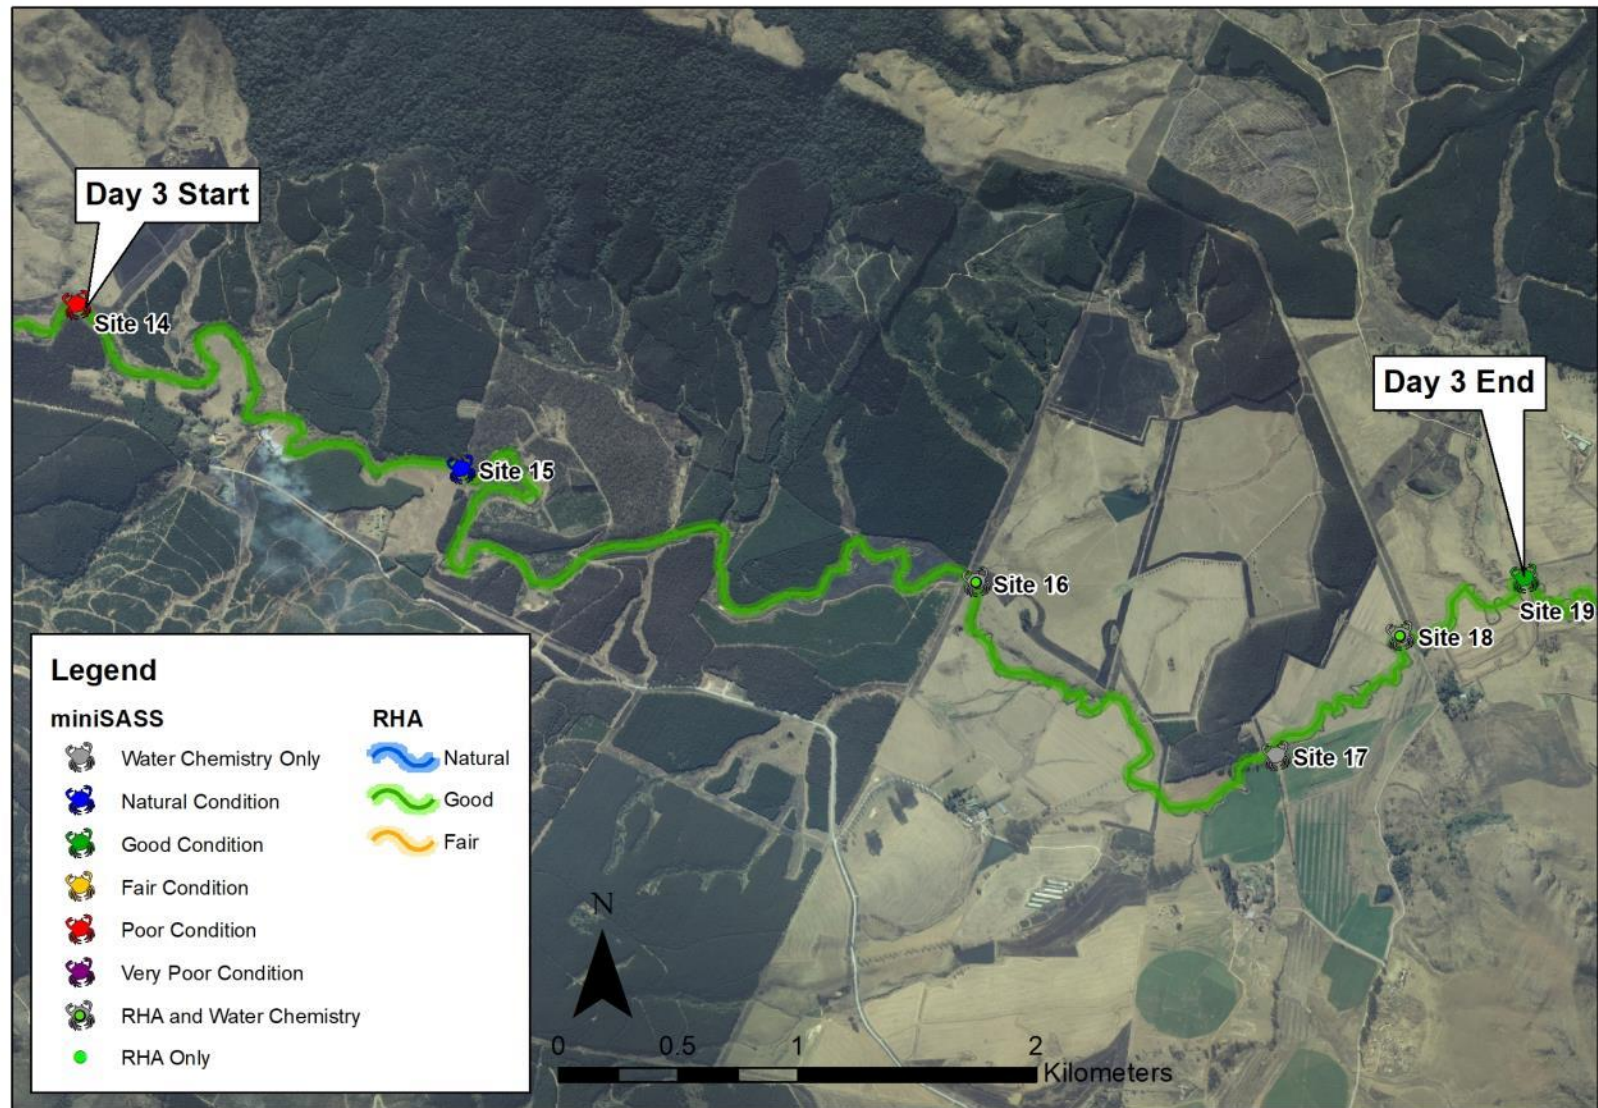 Day 3 Start
Site 14
Day 3 End
Site 15
Site 16
Site 19
Site 18
Site 17
Legend
miniSASS
Water Chemistry Only
Natural Condition
Good Condition
Fair Condition
Poor Condition
Very Poor Condition
RHA and Water Chemistry
RHA Only
RHA
Natural
Good
Fair
N
0 0.5 1 2
Kilometers